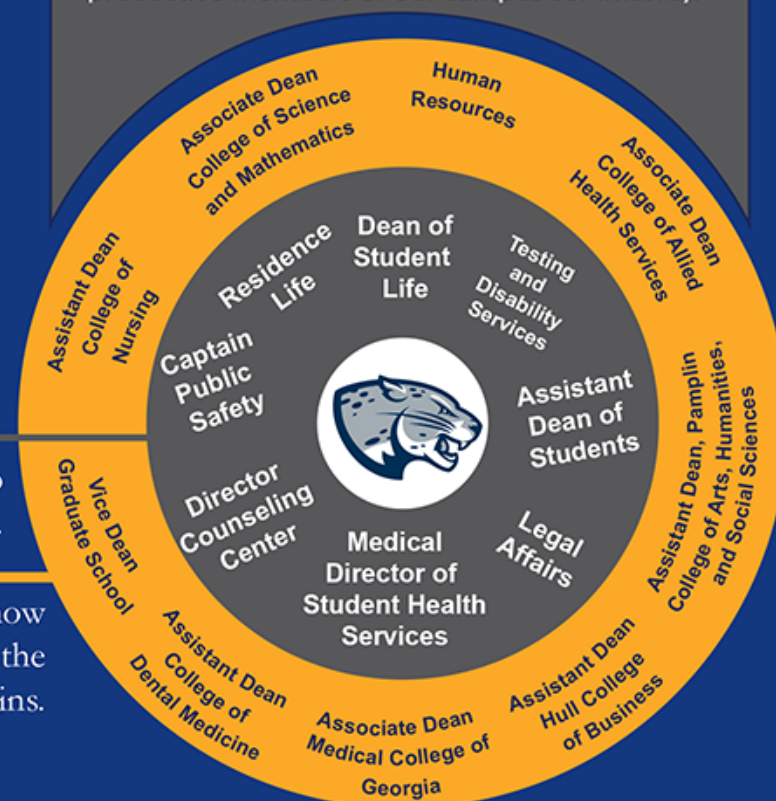 Associate Dean
College of Science
and Mathematics
Human
Resources
Associate Dean
College of Allied
Health Services
Assistant Dean
College of
Nursing
Residence
Life
Dean of
Student
Life
Testing
and
Disability
Services
Captain
Public
Safety
Assistant
Dean of
Students
Assistant Dean, Pamplin
College of Arts, Humanities,
and Social Sciences
Director
Counseling
Center
Legal
Affairs
Medical
Director of
Student Health
Services
Vice Dean
Graduate School
Assistant Dean
College of
Dental Medicine
Associate Dean
Medical College of
Georgia
Assistant Dean
Hull College
of Business
the